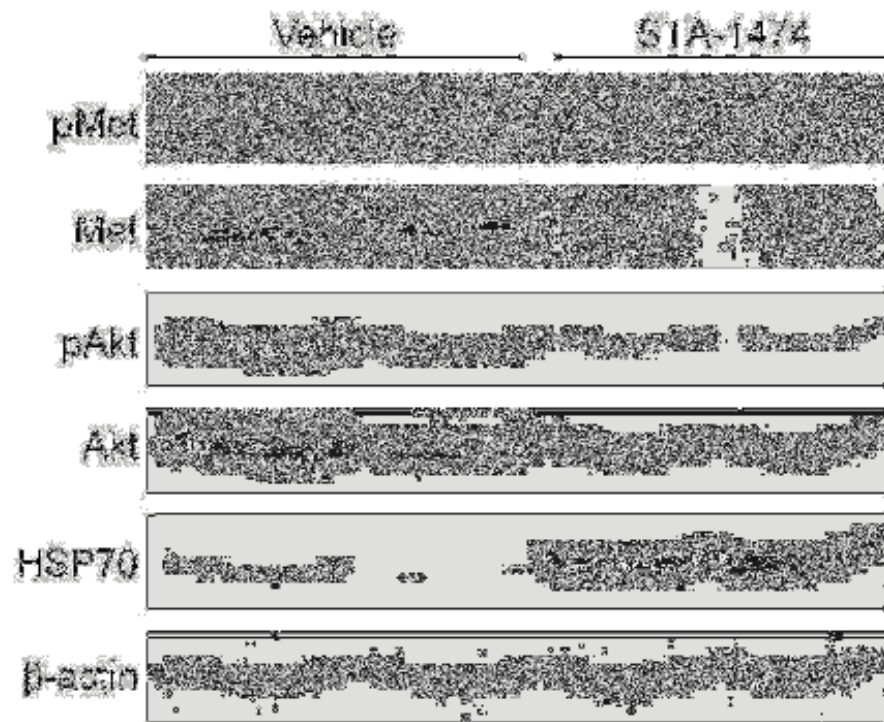 Vehicle STA-1474
pMet
Met
pAkt
Akt
HSP70
β-actin